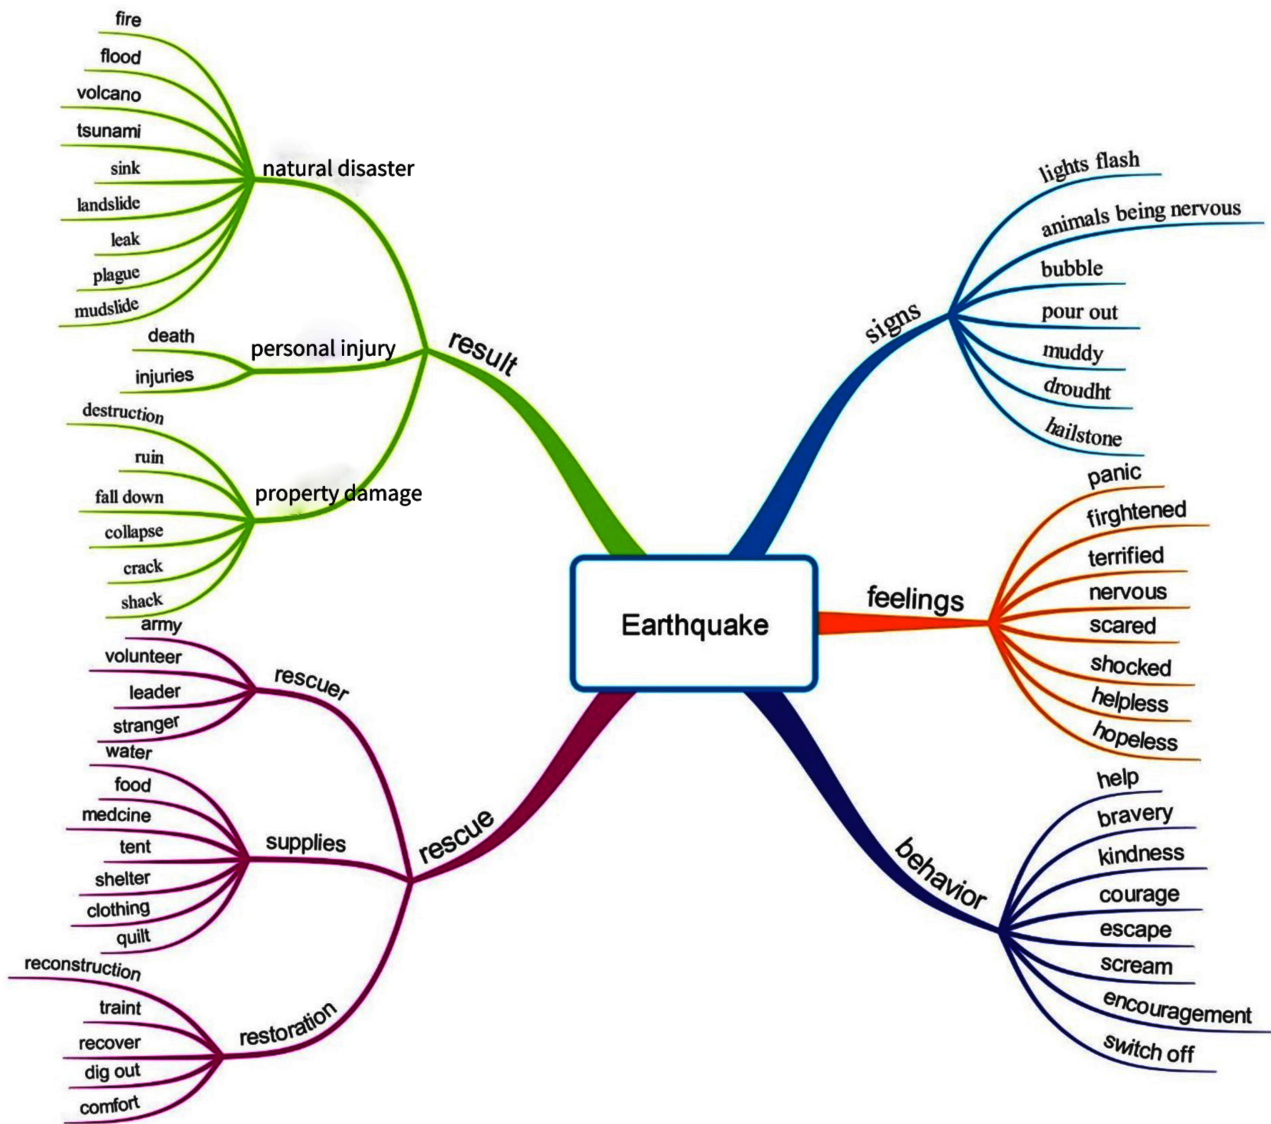 Earthquake
result
natural disaster
fire
flood
volcano
tsunami
sink
landslide
leak
plague
mudslide
personal injury
death
injuries
property damage
destruction
ruin
fall down
collapse
crack
shack
rescue
rescuer
army
volunteer
leader
stranger
supplies
water
food
medcine
tent
shelter
clothing
quilt
restoration
reconstruction
traint
recover
dig out
comfort
signs
lights flash
animals being nervous
bubble
pour out
muddy
droudht
hailstone
feelings
panic
firghtened
terrified
nervous
scared
shocked
helpless
hopeless
behavior
help
bravery
kindness
courage
escape
scream
encouragement
switch off